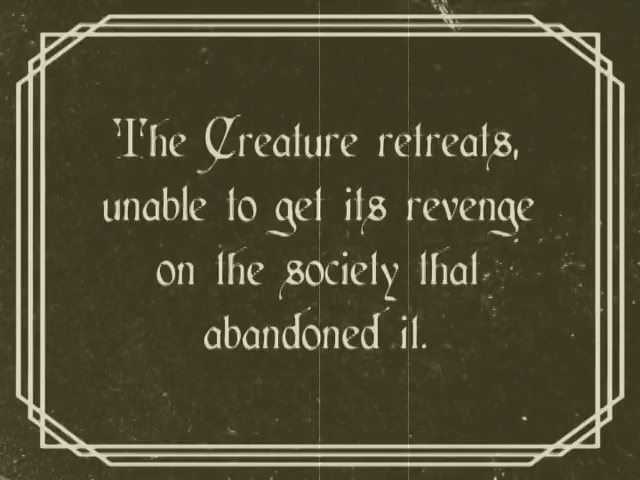 The Creature retreats,
unable to get its revenge
on the society that
abandoned it.